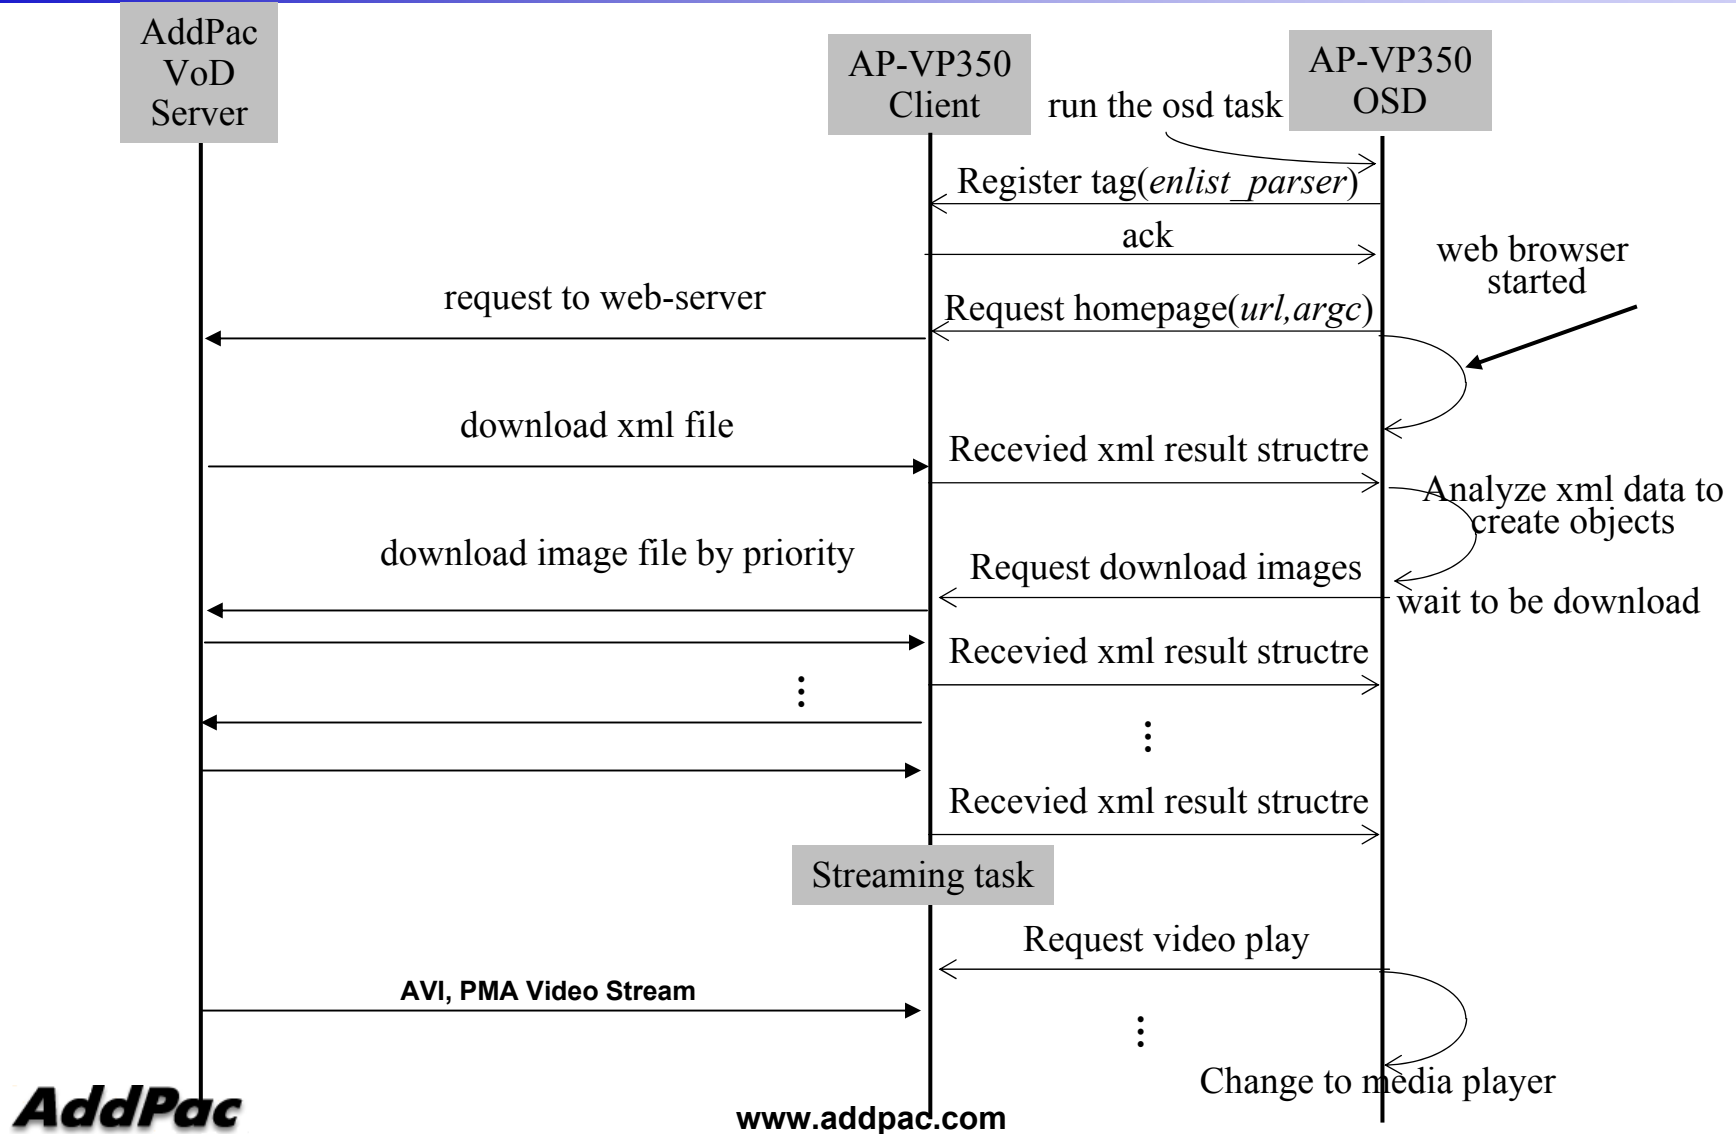 AddPac
VoD
Server
AP-VP350
Client
AP-VP350
OSD
run the osd task
Register tag(enlist_parser)
ack
web browser
started
request to web-server
Request homepage(url,argc)
download xml file
Recevied xml result structre
Analyze xml data to
create objects
download image file by priority
Request download images
wait to be download
Recevied xml result structre
...
...
Recevied xml result structre
Streaming task
Request video play
AVI, PMA Video Stream
...
Change to media player
AddPac
www.addpac.com